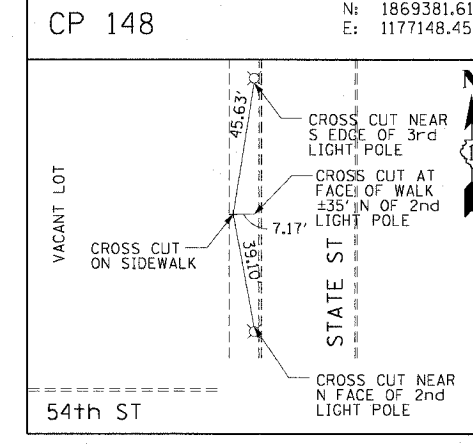 CP 148
N: 1869381.61
E: 1177148.45
N
45.63'
CROSS CUT NEAR
S EDGE OF 3rd
LIGHT POLE
VACANT LOT
CROSS CUT AT
FACE OF WALK
±35' N OF 2nd
LIGHT POLE
7.17'
CROSS CUT
ON SIDEWALK
39.10'
STATE ST
CROSS CUT NEAR
N FACE OF 2nd
LIGHT POLE
54th ST